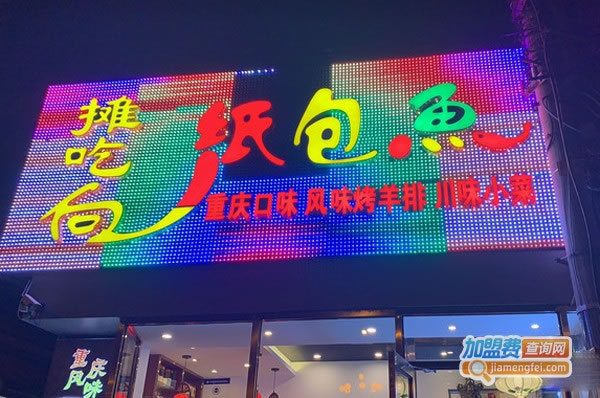 摊吃向
纸包鱼
重庆口味 风味烤羊排 川味小菜
重庆
风味
加盟费查询网
jiamengfei.com